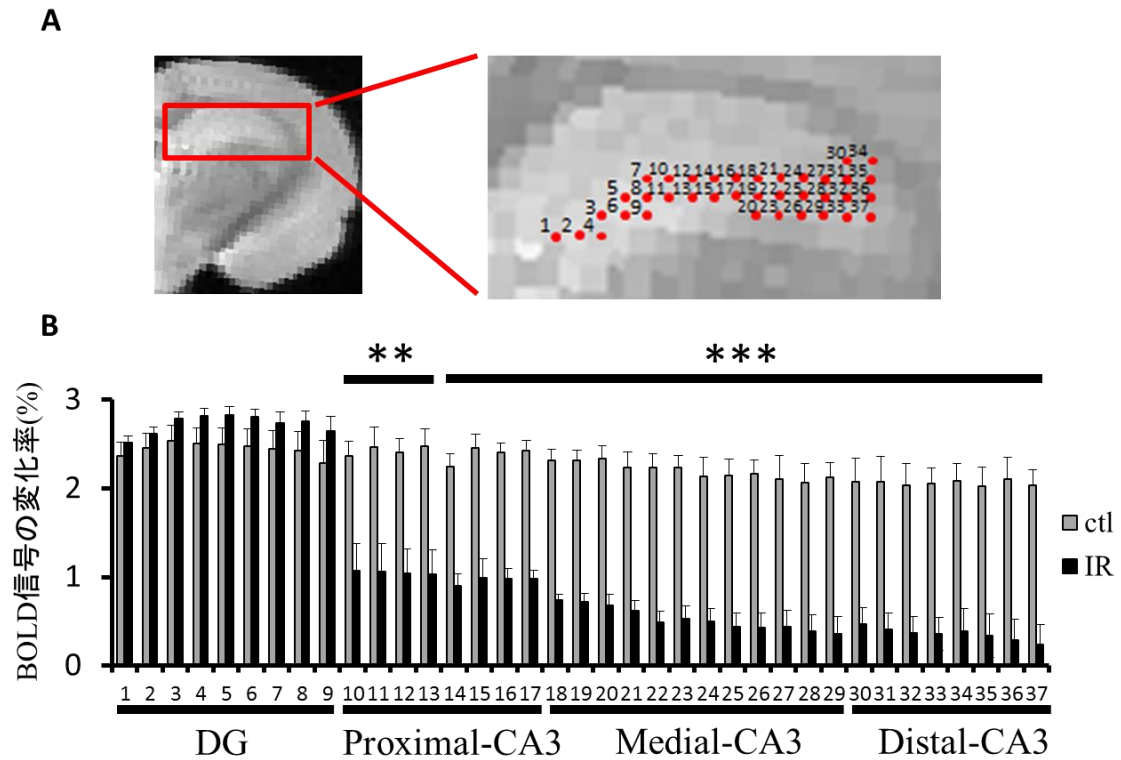 A
30 34
7 10 12 14 16 18 21 24 27 31 35
5 8 11 13 15 17 19 22 25 28 32 36
3 6 9 20 23 26 29 33 37
1 2 4
B
** ***
BOLD信号の変化率(%)
3
2
1
0
ctl
IR
1 2 3 4 5 6 7 8 9 10 11 12 13 14 15 16 17 18 19 20 21 22 23 24 25 26 27 28 29 30 31 32 33 34 35 36 37
DG Proximal-CA3 Medial-CA3 Distal-CA3